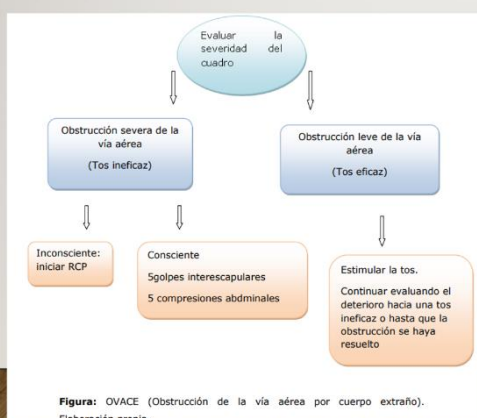 Evaluar la
severidad del
cuadro
Obstrucción severa de la
vía aérea
(Tos ineficaz)
Obstrucción leve de la vía
aérea
(Tos eficaz)
Inconsciente:
iniciar RCP
Consciente
5golpes interescapulares
5 compresiones abdminales
Estimular la tos.
Continuar evaluando el
deterioro hacia una tos
ineficaz o hasta que la
obstrucción se haya
resuelto
Figura: OVACE (Obstrucción de la vía aérea por cuerpo extraño).
Elaboración propia